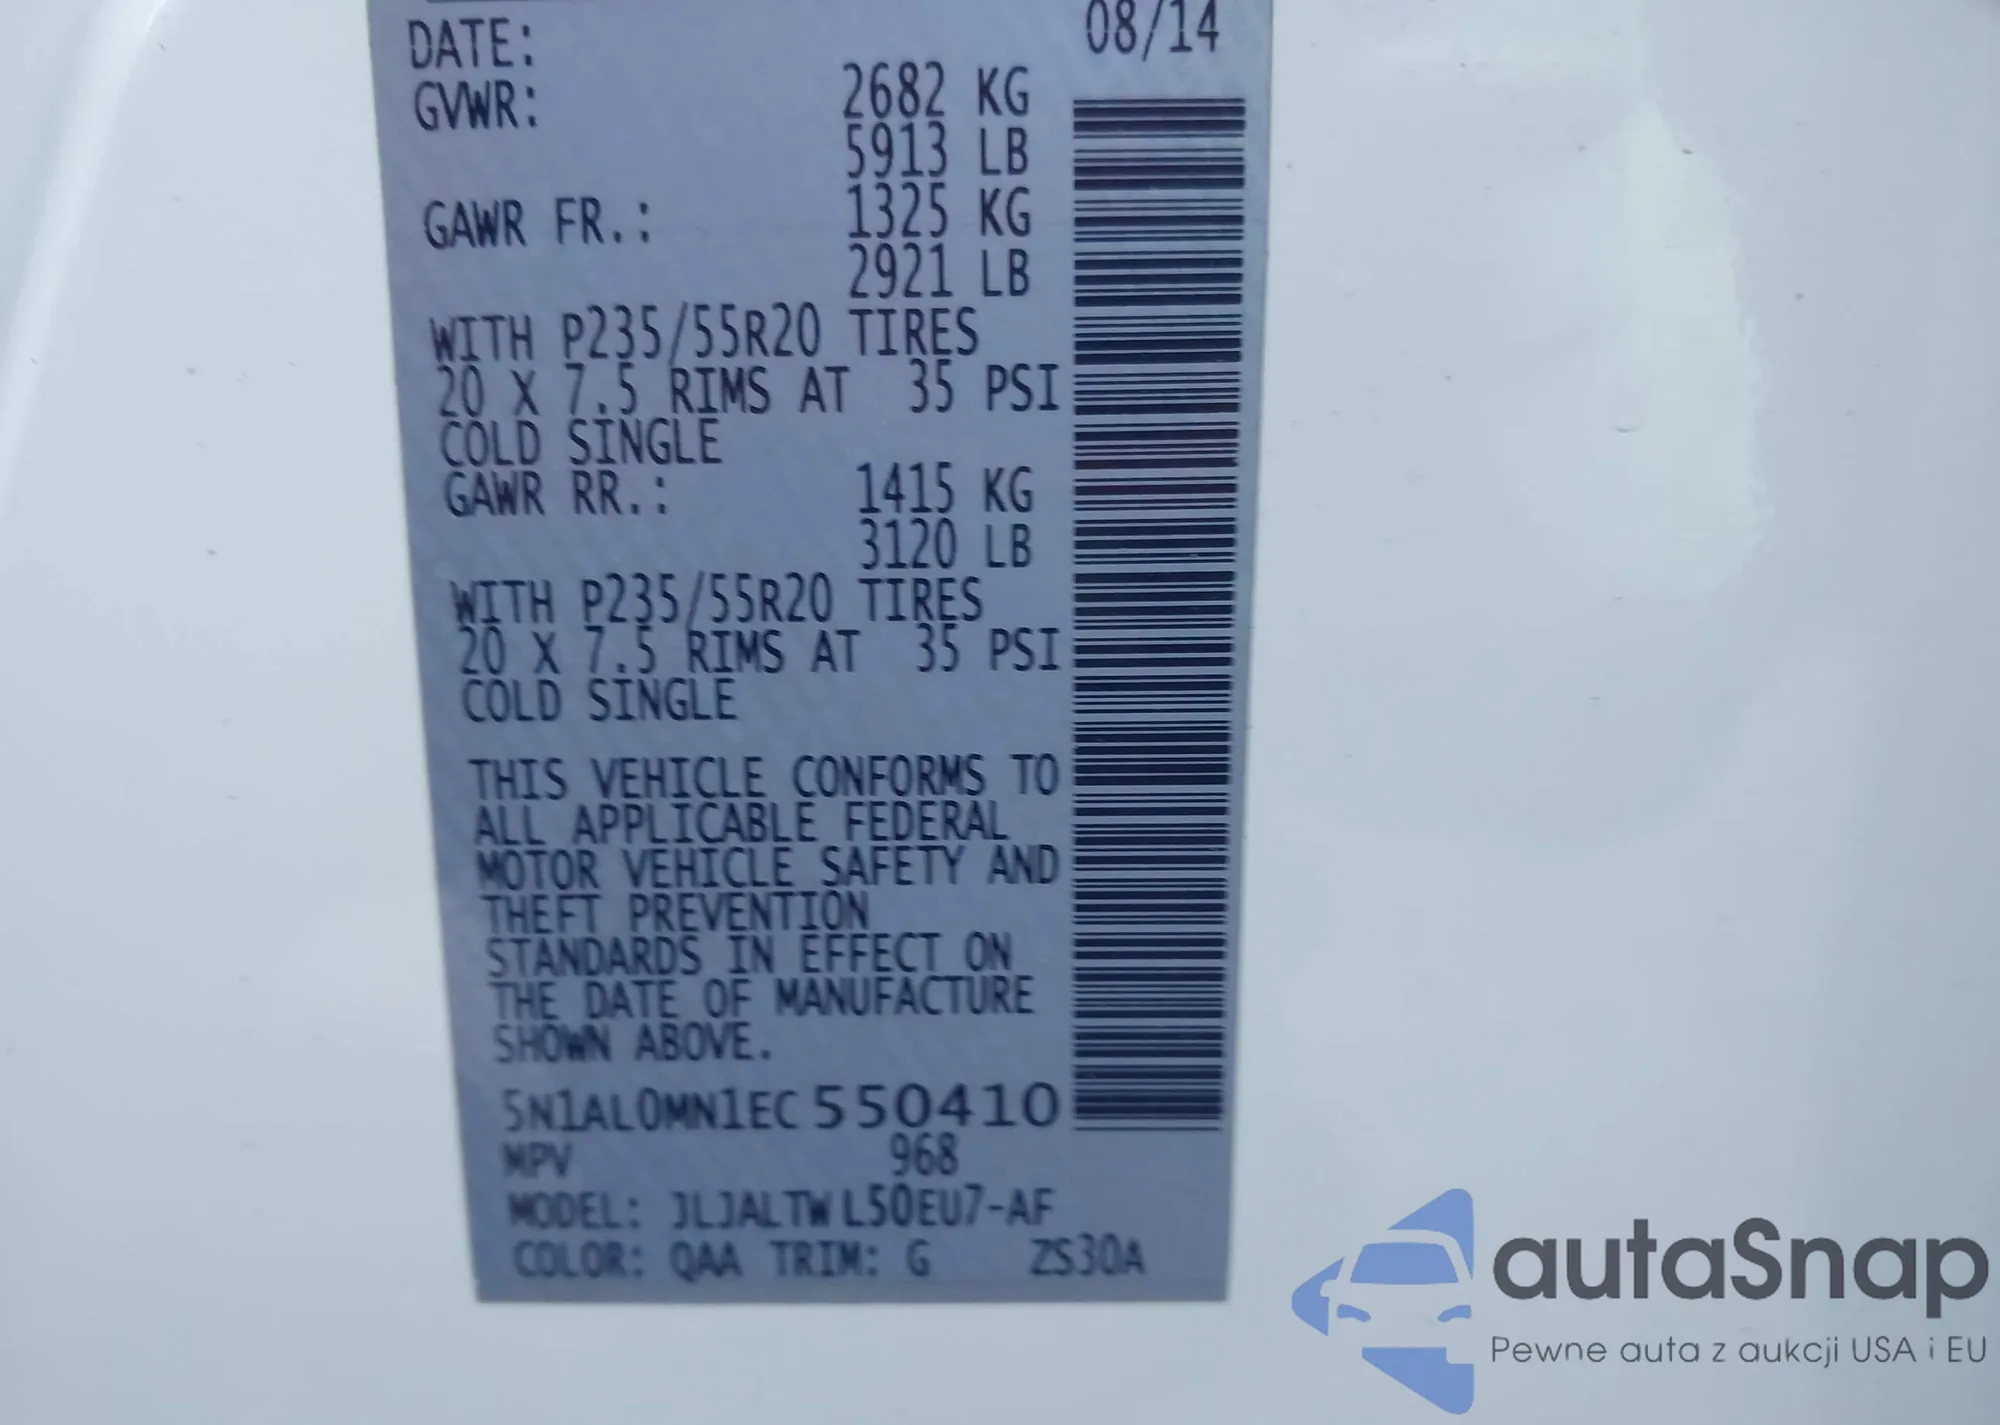 DATE: 08/14
GVWR: 2682 KG
5913 LB
GAWR FR.: 1325 KG
2921 LB
WITH P235/55R20 TIRES
20 X 7.5 RIMS AT 35 PSI
COLD SINGLE
GAWR RR.: 1415 KG
3120 LB
WITH P235/55R20 TIRES
20 X 7.5 RIMS AT 35 PSI
COLD SINGLE
THIS VEHICLE CONFORMS TO
ALL APPLICABLE FEDERAL
MOTOR VEHICLE SAFETY AND
THEFT PREVENTION
STANDARDS IN EFFECT ON
THE DATE OF MANUFACTURE
SHOWN ABOVE.
5N1AL0MN1EC550410
MPV 968
MODEL: JLJALTWL50EU7-AF
COLOR: QAA TRIM: G ZS30A
autaSnap
Pewne auta z aukcji USA i EU